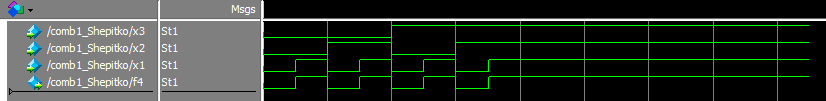 Msgs
/comb1_Shepitko/x3 St1
/comb1_Shepitko/x2 St1
/comb1_Shepitko/x1 St1
/comb1_Shepitko/f4 St1